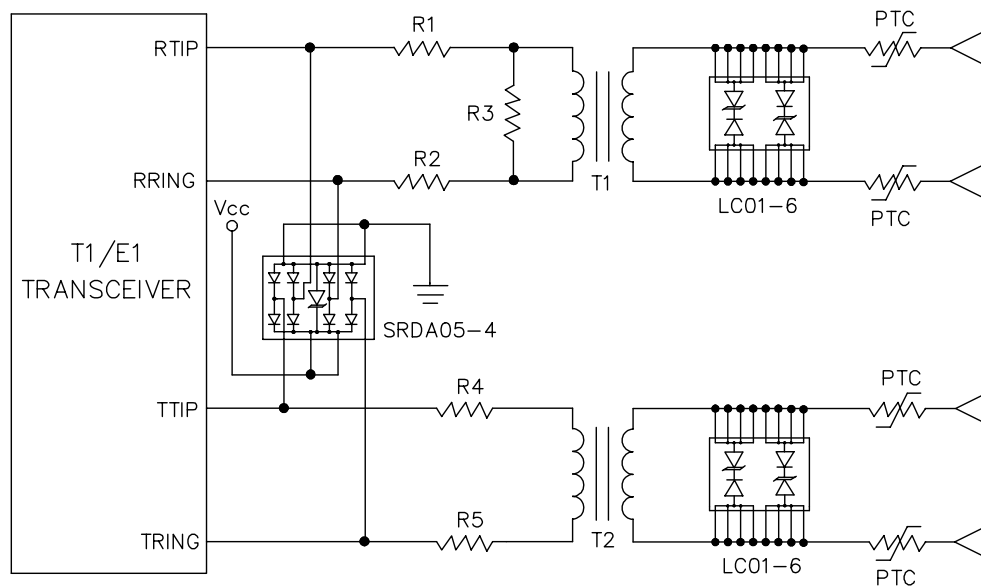 PTC
RTIP
R1
R3
R2
RRING
T1
PTC
LC01-6
Vcc
T1/E1
TRANSCEIVER
SRDA05-4
PTC
TTIP
R4
R5
TRING
T2
LC01-6
PTC